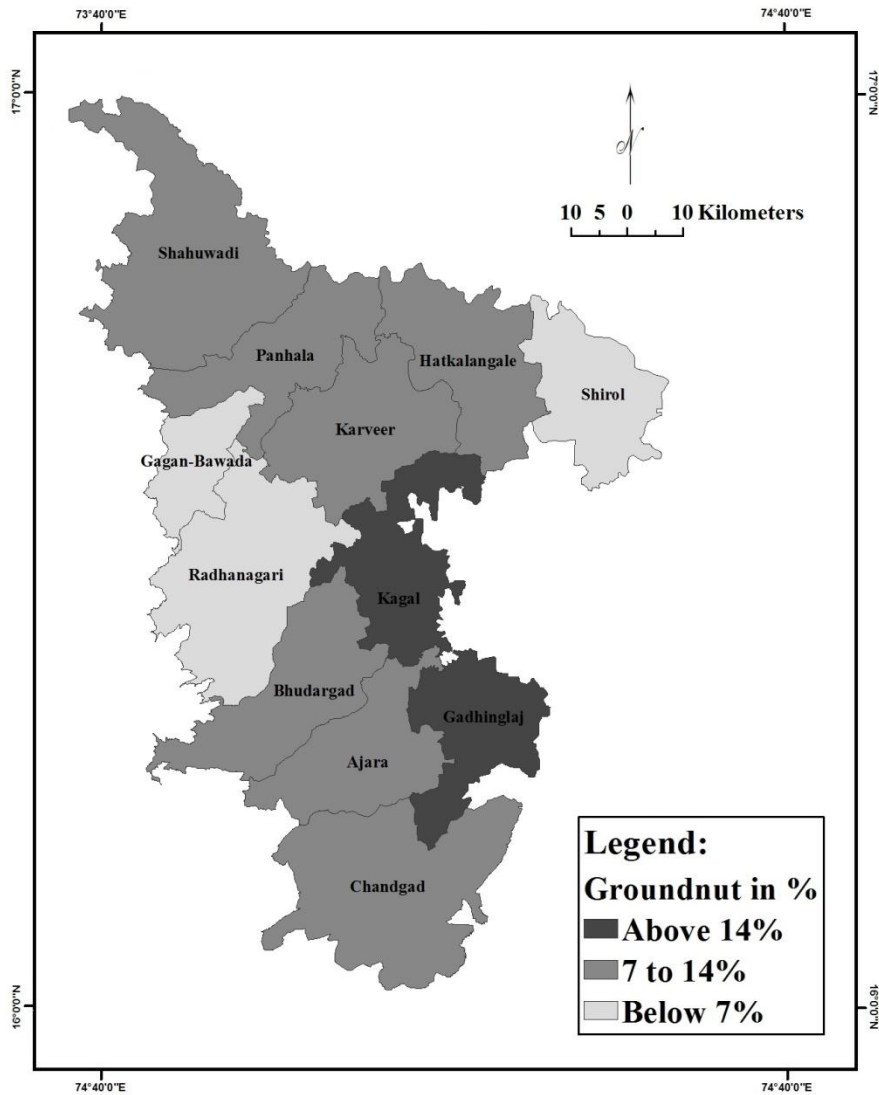 73°40'0"E
74°40'0"E
17°0'0"N
17°0'0"N
N
10 5 0 10 Kilometers
Shahuwadi
Panhala
Hatkalangale
Shirol
Karveer
Gagan-Bawada
Radhanagari
Kagal
Bhudargad
Gadhinglaj
Ajara
Chandgad
Legend:
Groundnut in %
Above 14%
7 to 14%
Below 7%
16°0'0"N
16°0'0"N
74°40'0"E
74°40'0"E